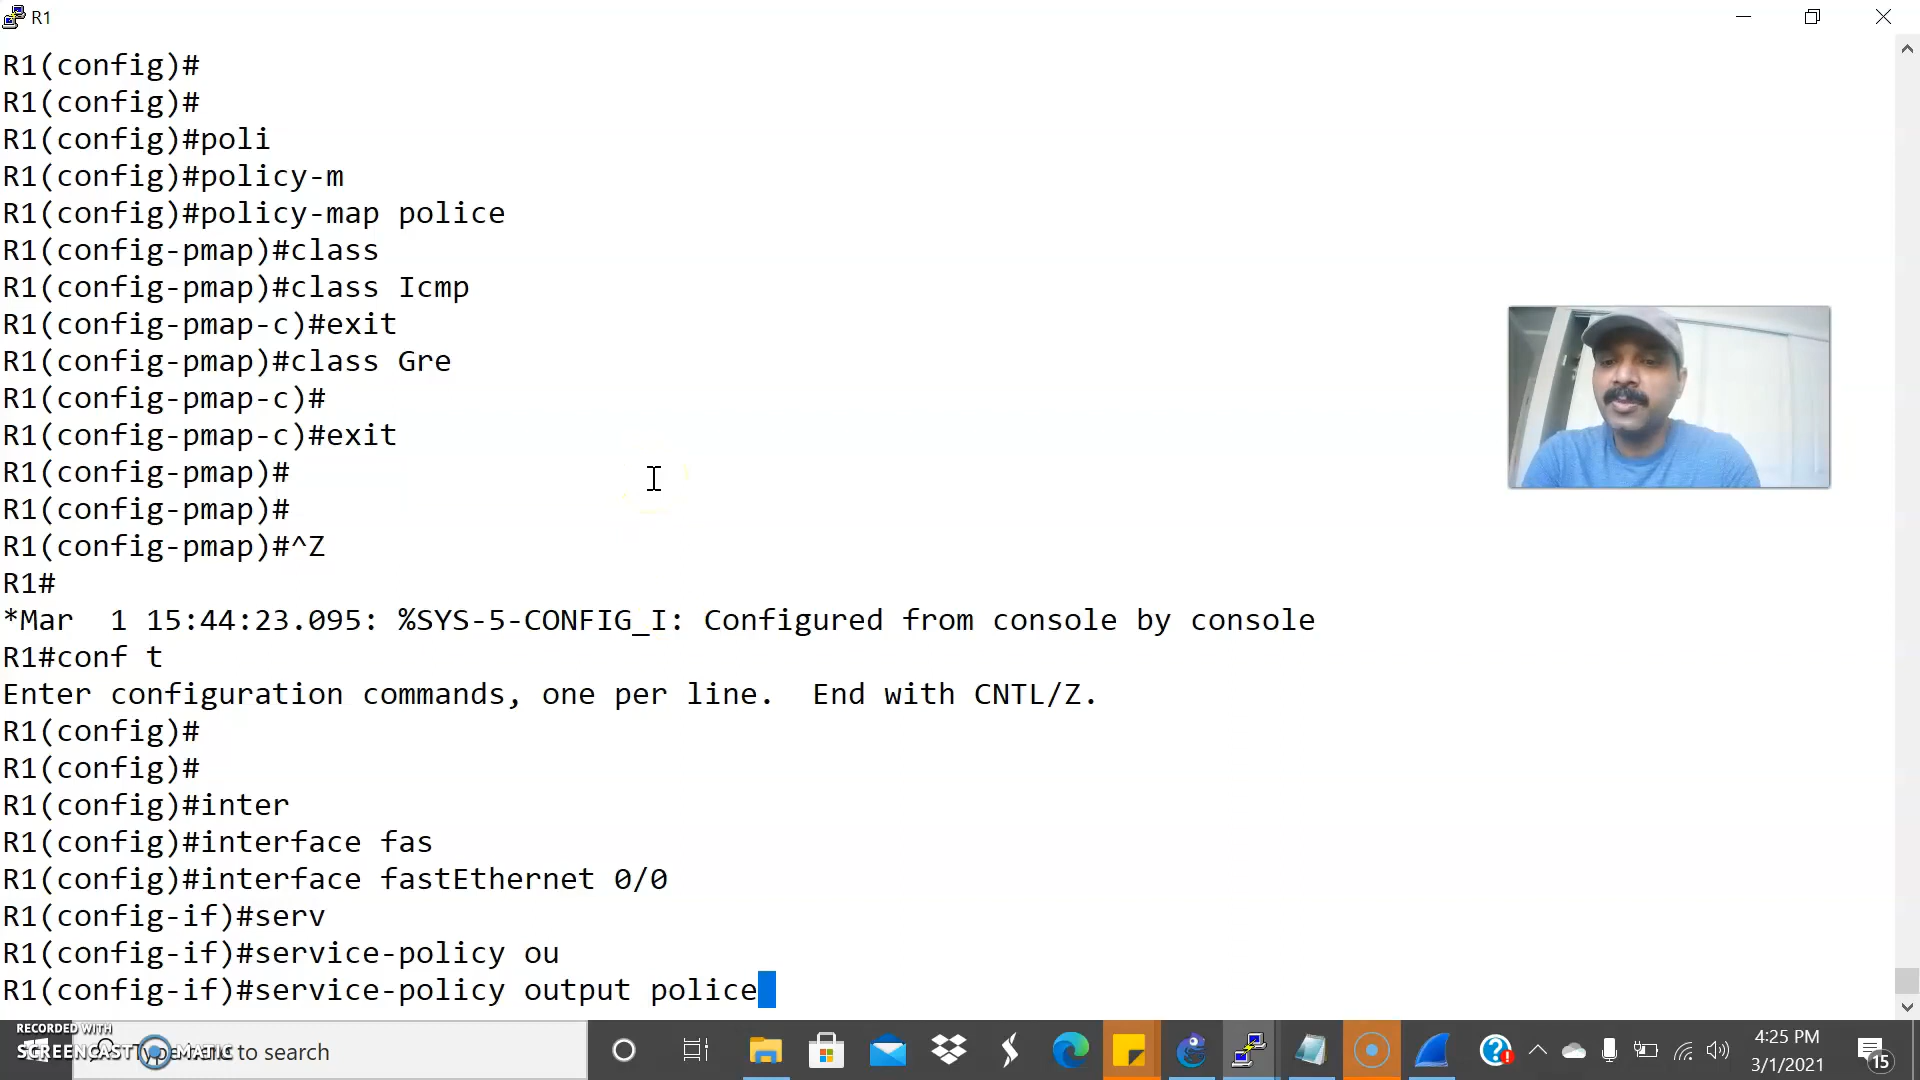 R1
R1(config)#
R1(config)#
R1(config)#poli
R1(config)#policy-m
R1(config)#policy-map police
R1(config-pmap)#class
R1(config-pmap)#class Icmp
R1(config-pmap-c)#exit
R1(config-pmap)#class Gre
R1(config-pmap-c)#
R1(config-pmap-c)#exit
R1(config-pmap)#
R1(config-pmap)#
R1(config-pmap)#^Z
R1#
*Mar  1 15:44:23.095: %SYS-5-CONFIG_I: Configured from console by console
R1#conf t
Enter configuration commands, one per line.  End with CNTL/Z.
R1(config)#
R1(config)#
R1(config)#inter
R1(config)#interface fas
R1(config)#interface fastEthernet 0/0
R1(config-if)#serv
R1(config-if)#service-policy ou
R1(config-if)#service-policy output police
RECORDED WITH
SCREENCAST MATIC
Type here to search
4:25 PM
3/1/2021
15